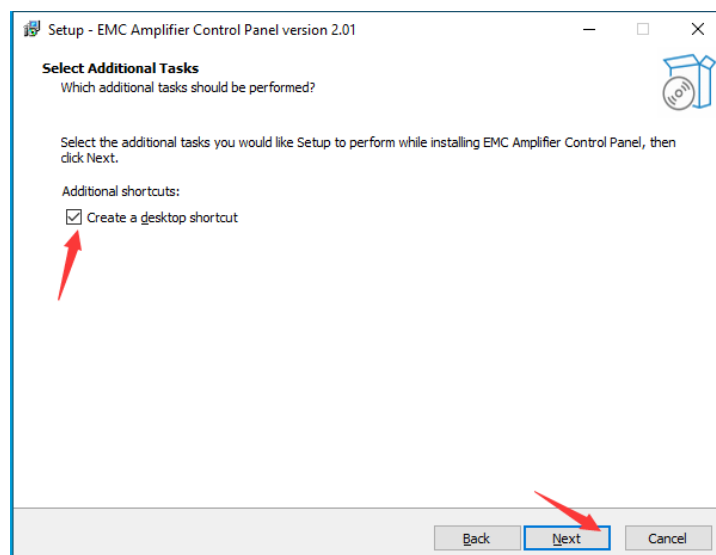 Setup - EMC Amplifier Control Panel version 2.01
Select Additional Tasks
Which additional tasks should be performed?
Select the additional tasks you would like Setup to perform while installing EMC Amplifier Control Panel, then
click Next.
Additional shortcuts:
Create a desktop shortcut
Back Next Cancel